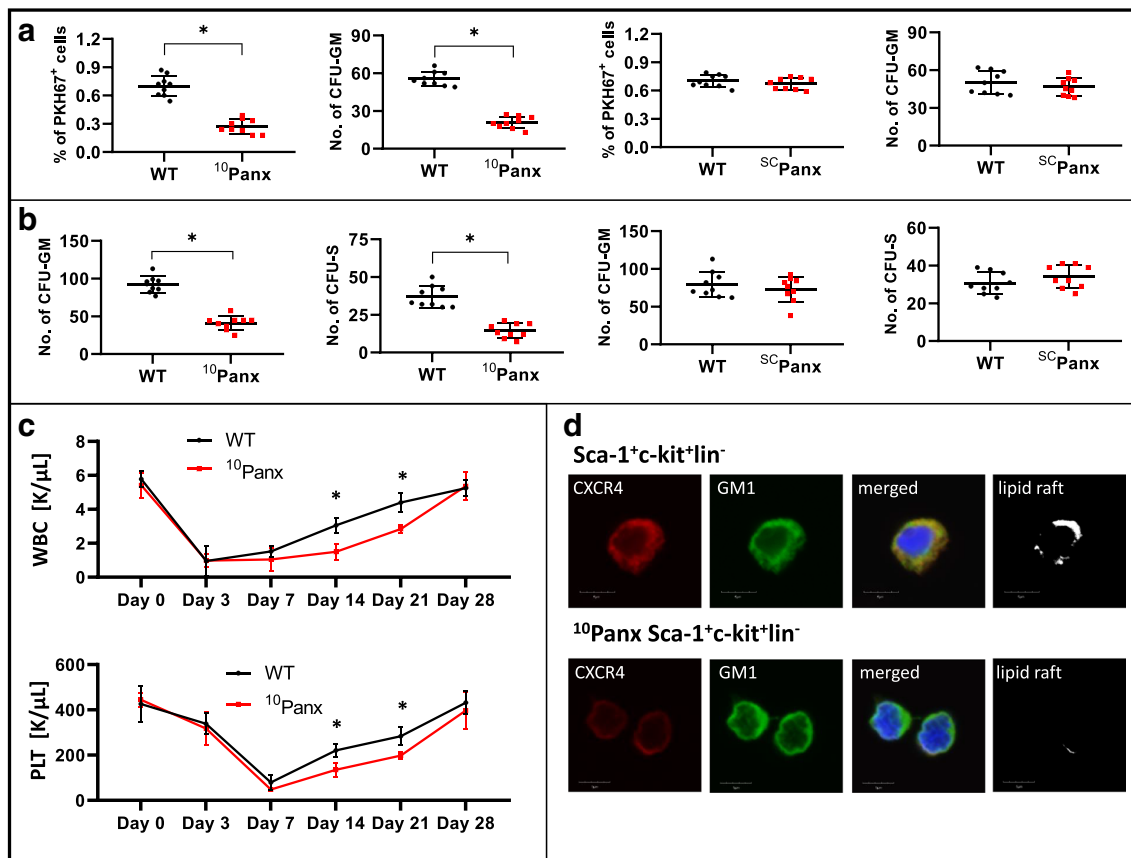 a
% of PKH67⁺ cells
1.2
0.9
0.6
0.3
0.0
*
WT
¹⁰Panx
No. of CFU-GM
90
60
30
0
*
WT
¹⁰Panx
% of PKH67⁺ cells
1.2
0.9
0.6
0.3
0.0
WT
ˢᶜPanx
No. of CFU-GM
90
60
30
0
WT
ˢᶜPanx
b
No. of CFU-GM
150
100
50
0
*
WT
¹⁰Panx
No. of CFU-S
75
50
25
0
*
WT
¹⁰Panx
No. of CFU-GM
150
100
50
0
WT
ˢᶜPanx
No. of CFU-S
60
40
20
0
WT
ˢᶜPanx
c
WBC [K/µL]
8
6
4
2
0
WT
¹⁰Panx
*
*
Day 0 Day 3 Day 7 Day 14 Day 21 Day 28
PLT [K/µL]
600
400
200
0
WT
¹⁰Panx
*
*
Day 0 Day 3 Day 7 Day 14 Day 21 Day 28
d
Sca-1⁺c-kit⁺lin⁻
CXCR4
GM1
merged
lipid raft
¹⁰Panx Sca-1⁺c-kit⁺lin⁻
CXCR4
GM1
merged
lipid raft